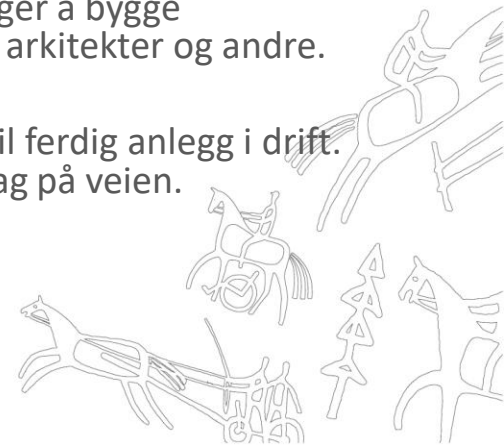 ger å bygge
arkitekter og andre.
il ferdig anlegg i drift.
ag på veien.